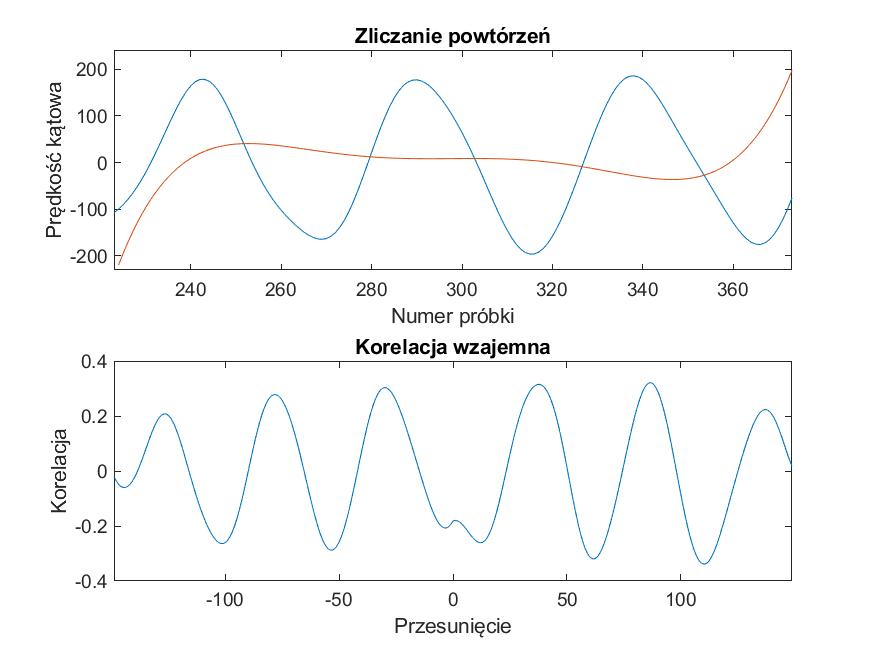 Zliczanie powtórzeń
Prędkość kątowa
200
100
0
-100
-200
240 260 280 300 320 340 360
Numer próbki
Korelacja wzajemna
Korelacja
0.4
0.2
0
-0.2
-0.4
-100 -50 0 50 100
Przesunięcie